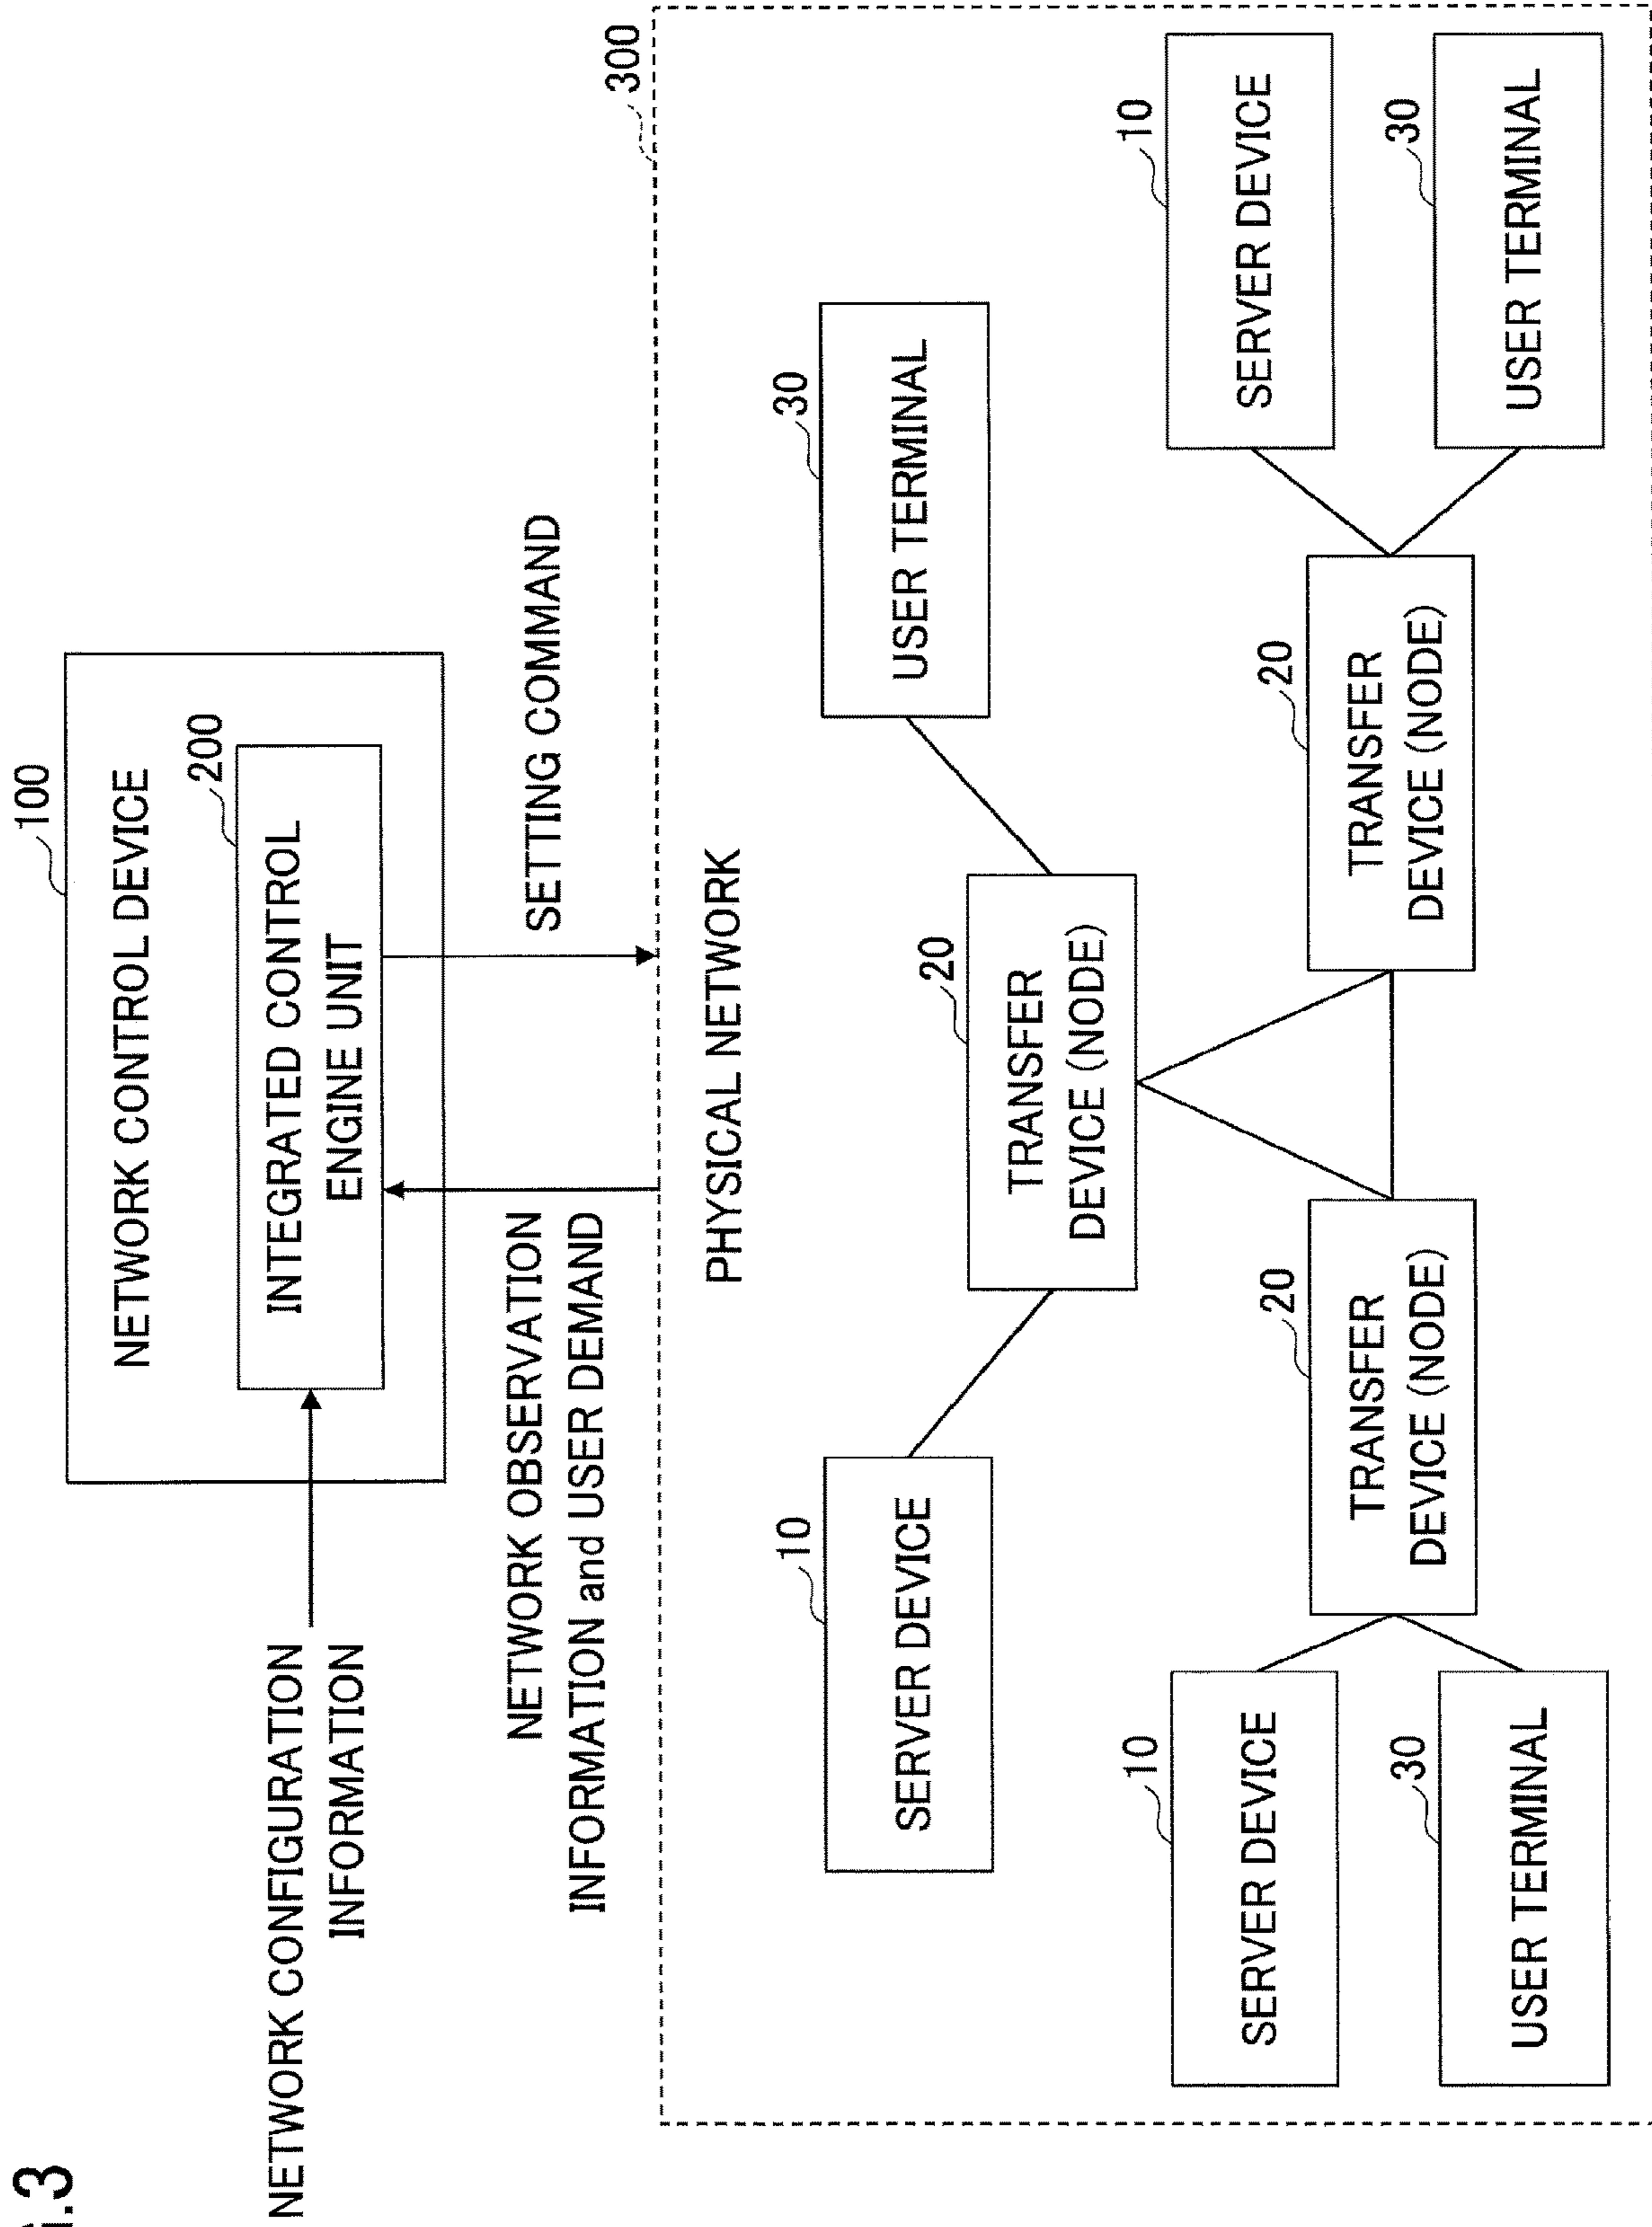 .3
100
NETWORK CONTROL DEVICE
200
INTEGRATED CONTROL
ENGINE UNIT
NETWORK CONFIGURATION
INFORMATION
NETWORK OBSERVATION
INFORMATION and USER DEMAND
SETTING COMMAND
300
PHYSICAL NETWORK
10
SERVER DEVICE
30
USER TERMINAL
20
TRANSFER
DEVICE (NODE)
10
SERVER DEVICE
30
USER TERMINAL
20
TRANSFER
DEVICE (NODE)
20
TRANSFER
DEVICE (NODE)
10
SERVER DEVICE
30
USER TERMINAL